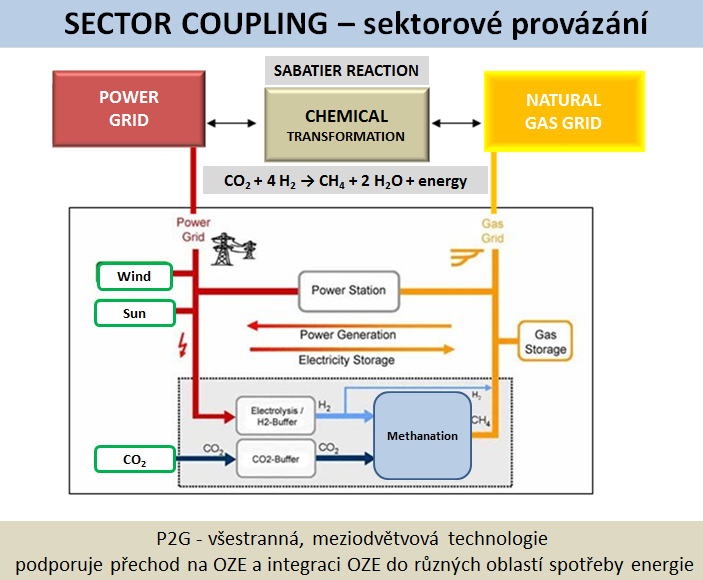 SECTOR COUPLING – sektorové provázání
SABATIER REACTION
POWER
GRID
CHEMICAL
TRANSFORMATION
NATURAL
GAS GRID
CO₂ + 4 H₂ → CH₄ + 2 H₂O + energy
Power
Grid
Gas
Grid
Wind
Sun
Power Station
Power Generation
Electricity Storage
Gas
Storage
Electrolysis /
H2-Buffer
H₂
H₂
CH₄
Methanation
CO₂
CO₂
CO2-Buffer
CO₂
P2G - všestranná, meziodvětvová technologie
podporuje přechod na OZE a integraci OZE do různých oblastí spotřeby energie